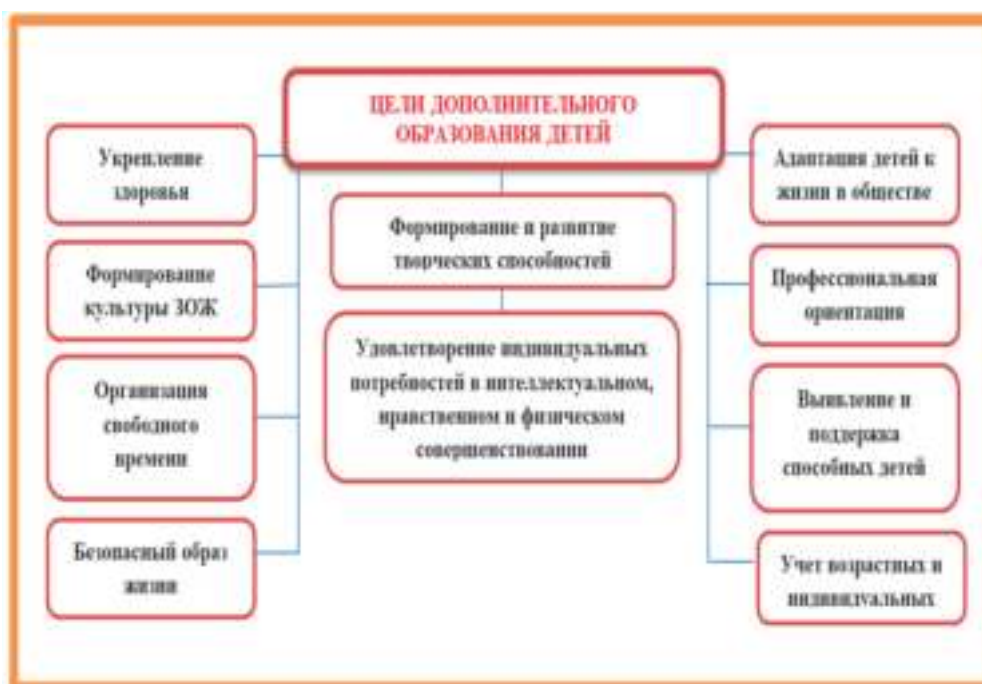 ЦЕЛИ ДОПОЛНИТЕЛЬНОГО
ОБРАЗОВАНИЯ ДЕТЕЙ
Укрепление
здоровья
Формирование
культуры ЗОЖ
Организация
свободного
времени
Безопасный образ
жизни
Формирование и развитие
творческих способностей
Удовлетворение индивидуальных
потребностей в интеллектуальном,
нравственном и физическом
совершенствовании
Адаптация детей к
жизни в обществе
Профессиональная
ориентация
Выявление и
поддержка
способных детей
Учет возрастных и
индивидуальных